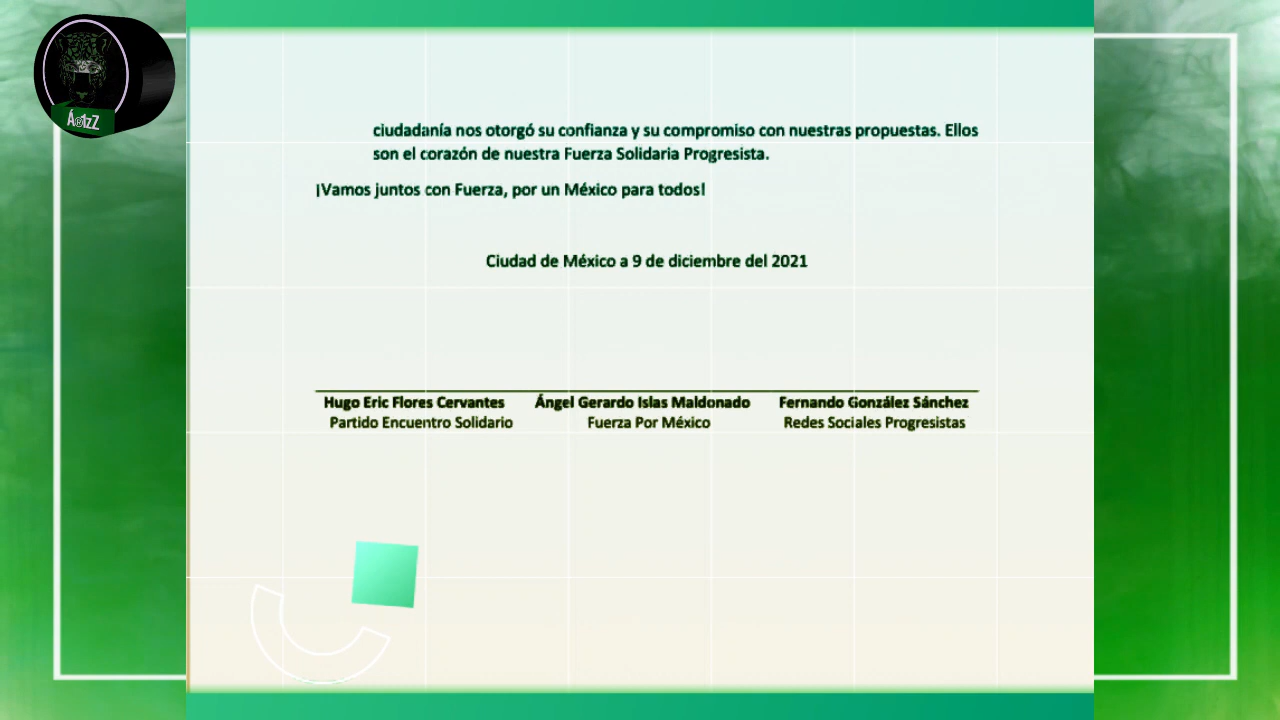 Á@1zZ
ciudadanía nos otorgó su confianza y su compromiso con nuestras propuestas. Ellos
son el corazón de nuestra Fuerza Solidaria Progresista.
¡Vamos juntos con Fuerza, por un México para todos!
Ciudad de México a 9 de diciembre del 2021
Hugo Eric Flores Cervantes Ángel Gerardo Islas Maldonado Fernando González Sánchez
Partido Encuentro Solidario Fuerza Por México Redes Sociales Progresistas